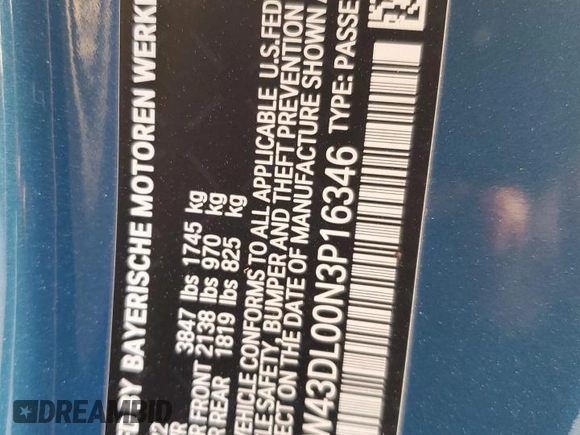 BY BAYERISCHE MOTOREN
3847 lbs 1745 kg
FRONT 2138 lbs 970 kg
REAR 1819 lbs 825 kg
VEHICLE CONFORMS TO ALL APPLICABLE U.S.FED
SAFETY, BUMPER AND THEFT PREVENTION
ON THE DATE OF MANUFACTURE SHOWN
W43DL00N3P16346 TYPE: PASSE
DREAMBID